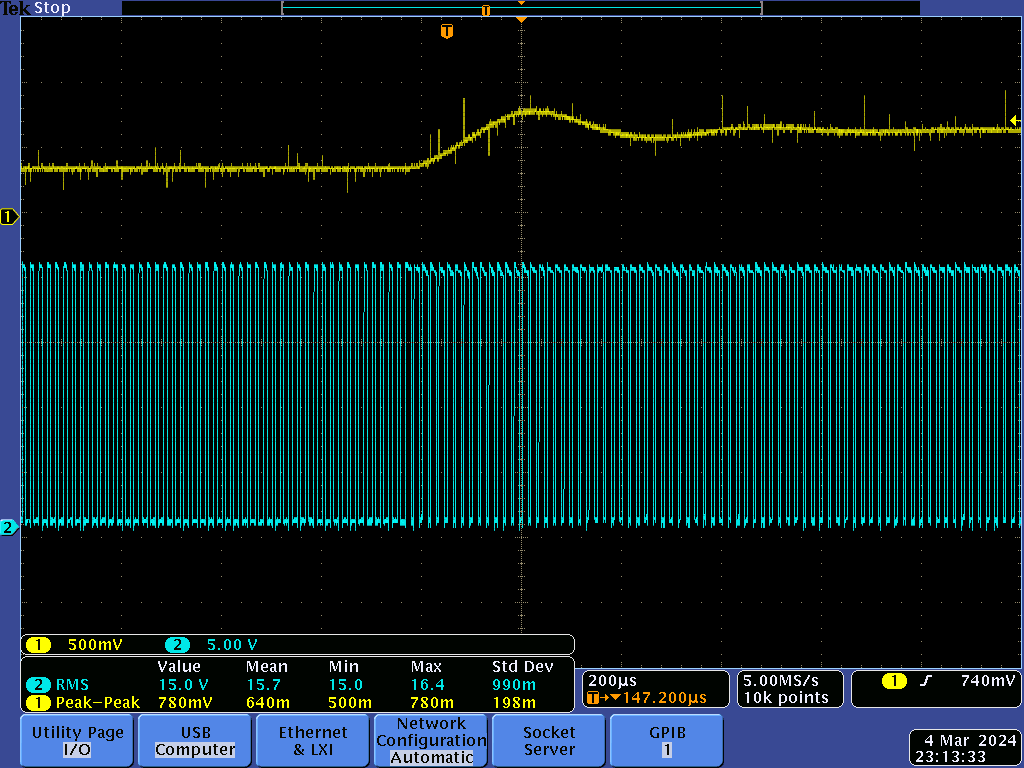 Tek Stop
T
T
1
2
1 500mV 2 5.00 V
Value Mean Min Max Std Dev
2 RMS 15.0 V 15.7 15.0 16.4 990m
1 Peak-Peak 780mV 640m 500m 780m 198m
200µs
T→▼147.200µs
5.00MS/s
10k points
1 740mV
Utility Page
I/O
USB
Computer
Ethernet
& LXI
Network
Configuration
Automatic
Socket
Server
GPIB
1
4 Mar 2024
23:13:33